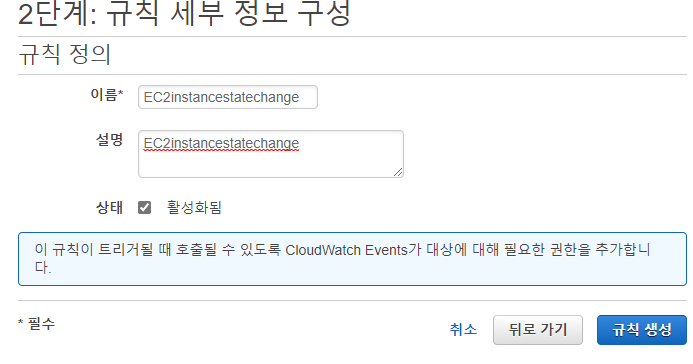 2단계: 규칙 세부 정보 구성
규칙 정의
이름* EC2instancestatechange
설명 EC2instancestatechange
상태 활성화됨
이 규칙이 트리거될 때 호출될 수 있도록 CloudWatch Events가 대상에 대해 필요한 권한을 추가합니
다.
* 필수 취소 뒤로 가기 규칙 생성